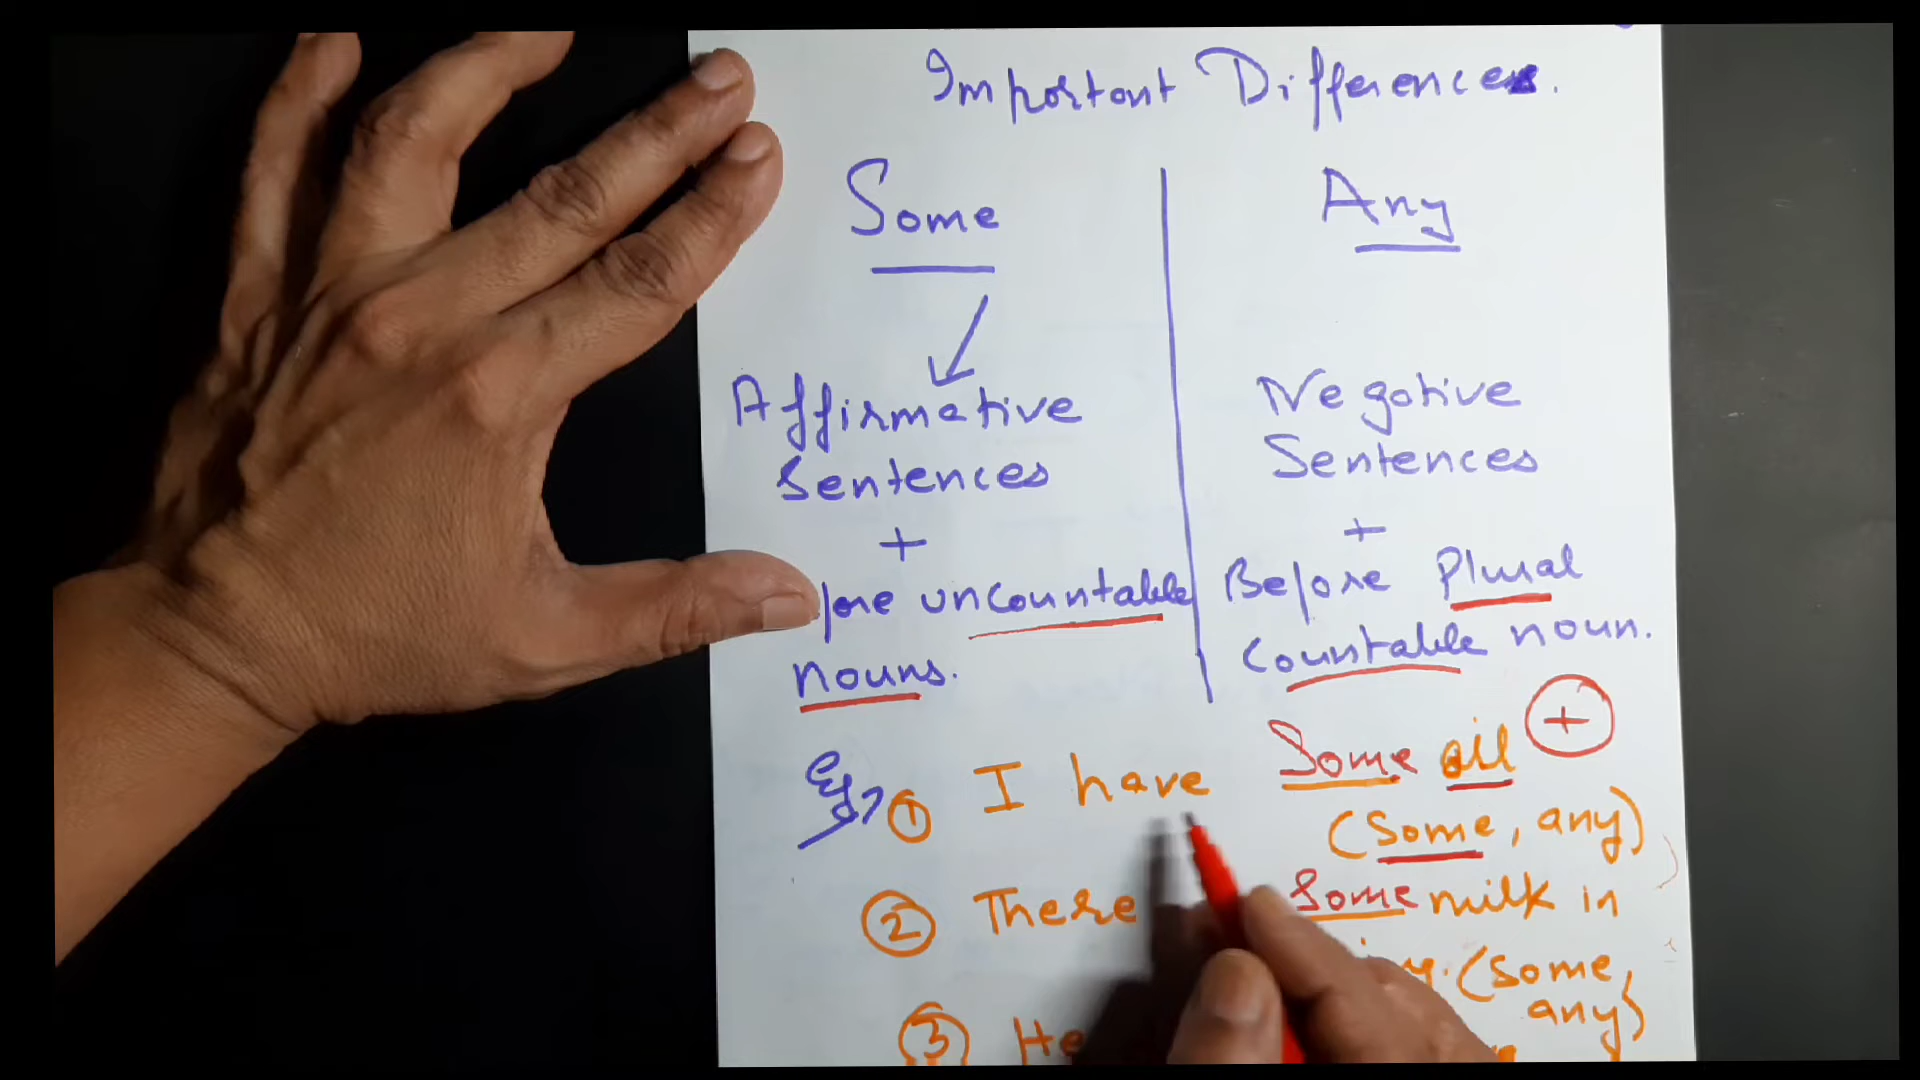 Important Differences.
Some
Any
Affirmative
Sentences
+
uncountable
nouns.
Negative
Sentences
+
Before Plural
Countable noun.
Eg,
1 I have Some oil +
(Some, any)
2 There Some milk in
(some,
any)
3 He